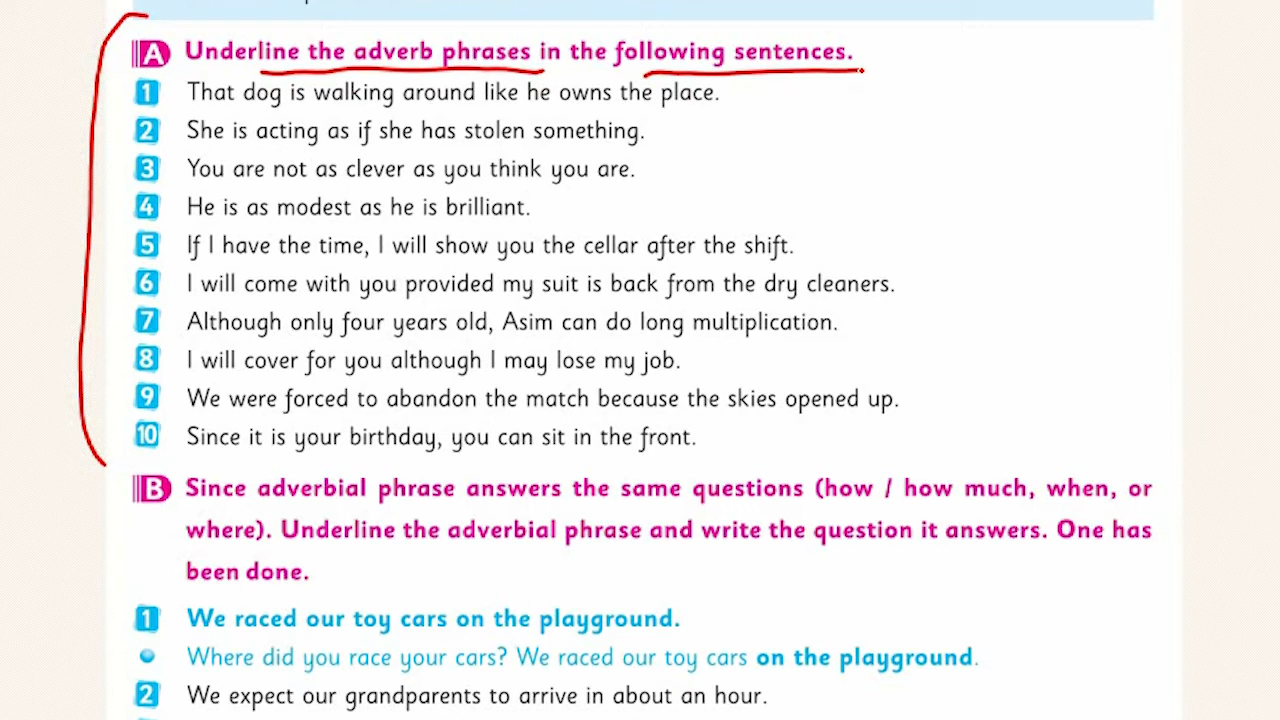 A Underline the adverb phrases in the following sentences.
1 That dog is walking around like he owns the place.
2 She is acting as if she has stolen something.
3 You are not as clever as you think you are.
4 He is as modest as he is brilliant.
5 If I have the time, I will show you the cellar after the shift.
6 I will come with you provided my suit is back from the dry cleaners.
7 Although only four years old, Asim can do long multiplication.
8 I will cover for you although I may lose my job.
9 We were forced to abandon the match because the skies opened up.
10 Since it is your birthday, you can sit in the front.
B Since adverbial phrase answers the same questions (how / how much, when, or
where). Underline the adverbial phrase and write the question it answers. One has
been done.
1 We raced our toy cars on the playground.
Where did you race your cars? We raced our toy cars on the playground.
2 We expect our grandparents to arrive in about an hour.